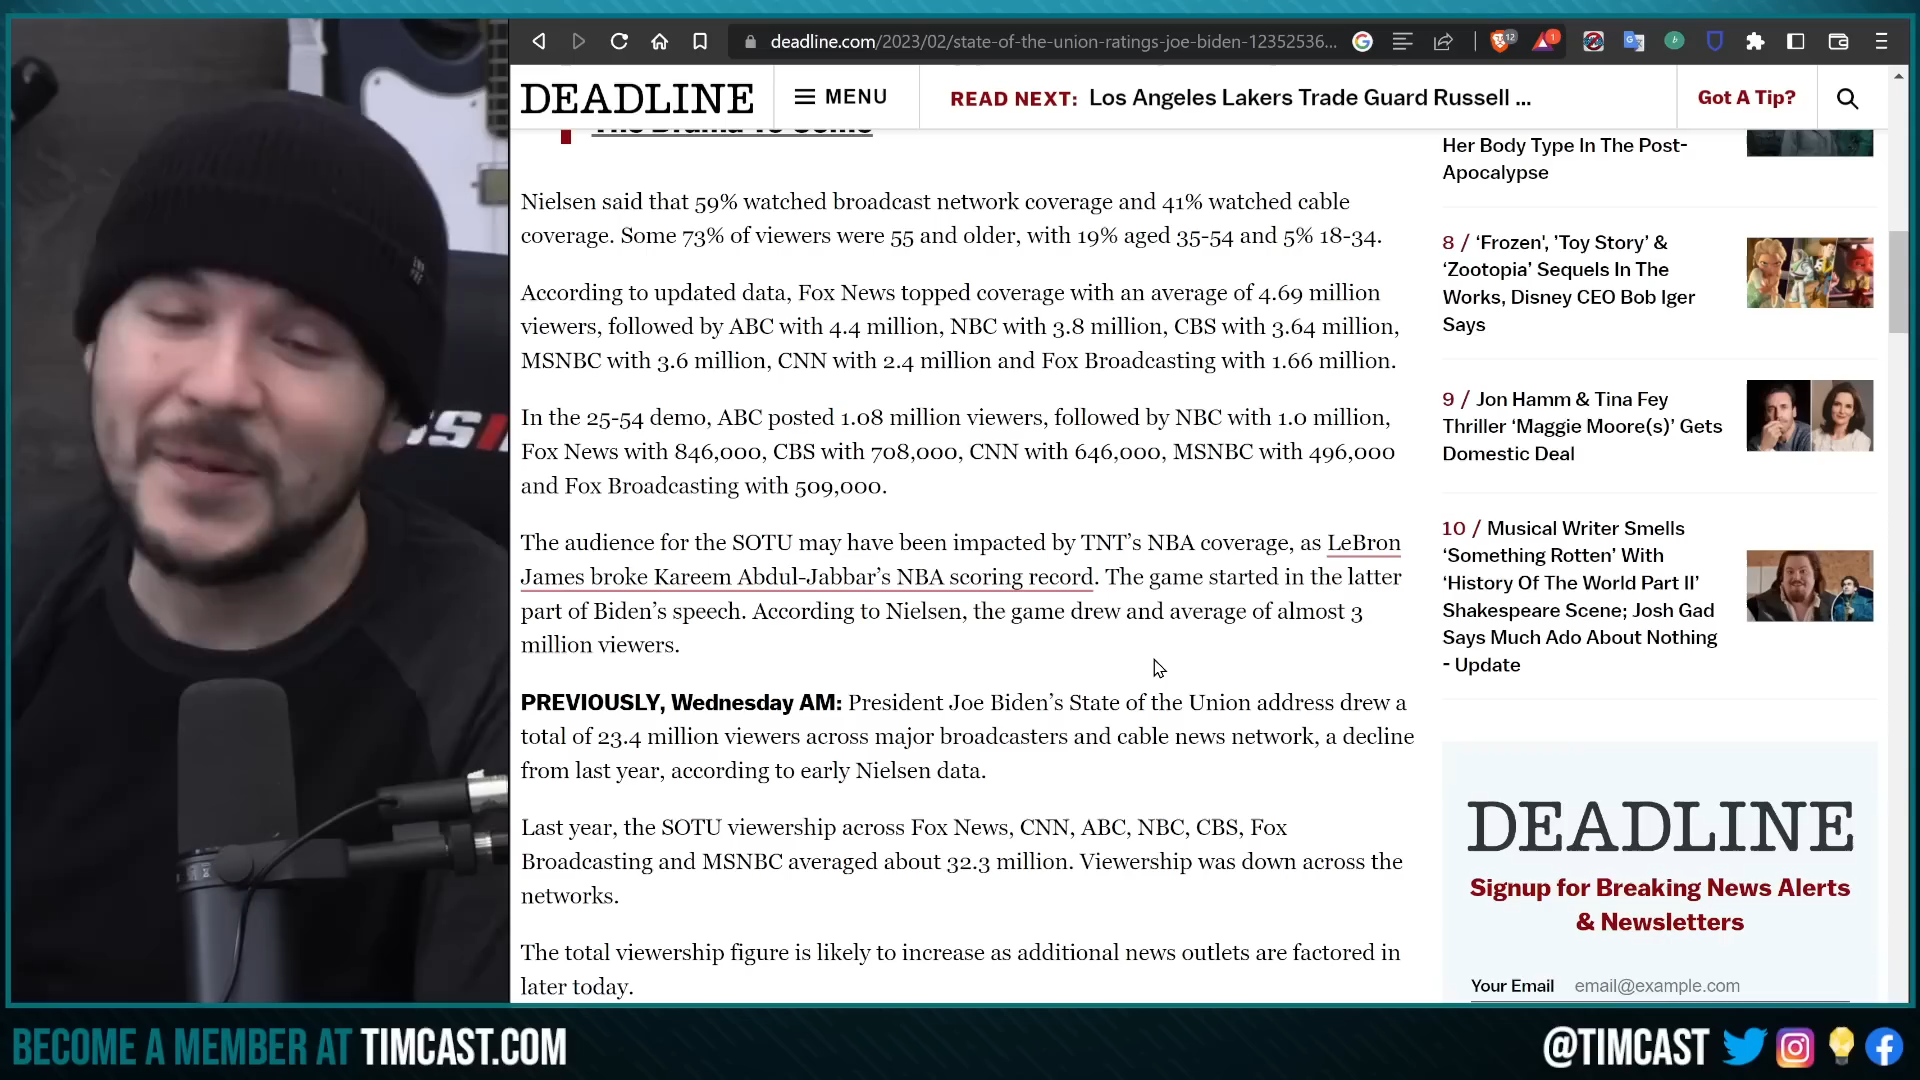 deadline.com/2023/02/state-of-the-union-ratings-joe-biden-12352536...
12
1
DEADLINE
MENU
READ NEXT: Los Angeles Lakers Trade Guard Russell ...
Got A Tip?
The Drama To Come
Nielsen said that 59% watched broadcast network coverage and 41% watched cable
coverage. Some 73% of viewers were 55 and older, with 19% aged 35-54 and 5% 18-34.
According to updated data, Fox News topped coverage with an average of 4.69 million
viewers, followed by ABC with 4.4 million, NBC with 3.8 million, CBS with 3.64 million,
MSNBC with 3.6 million, CNN with 2.4 million and Fox Broadcasting with 1.66 million.
In the 25-54 demo, ABC posted 1.08 million viewers, followed by NBC with 1.0 million,
Fox News with 846,000, CBS with 708,000, CNN with 646,000, MSNBC with 496,000
and Fox Broadcasting with 509,000.
The audience for the SOTU may have been impacted by TNT’s NBA coverage, as LeBron
James broke Kareem Abdul-Jabbar’s NBA scoring record. The game started in the latter
part of Biden’s speech. According to Nielsen, the game drew and average of almost 3
million viewers.
PREVIOUSLY, Wednesday AM: President Joe Biden’s State of the Union address drew a
total of 23.4 million viewers across major broadcasters and cable news network, a decline
from last year, according to early Nielsen data.
Last year, the SOTU viewership across Fox News, CNN, ABC, NBC, CBS, Fox
Broadcasting and MSNBC averaged about 32.3 million. Viewership was down across the
networks.
The total viewership figure is likely to increase as additional news outlets are factored in
later today.
Her Body Type In The Post-
Apocalypse
8 / ‘Frozen', 'Toy Story’ &
‘Zootopia’ Sequels In The
Works, Disney CEO Bob Iger
Says
9 / Jon Hamm & Tina Fey
Thriller ‘Maggie Moore(s)’ Gets
Domestic Deal
10 / Musical Writer Smells
‘Something Rotten’ With
‘History Of The World Part II’
Shakespeare Scene; Josh Gad
Says Much Ado About Nothing
- Update
DEADLINE
Signup for Breaking News Alerts
& Newsletters
Your Email email@example.com
BECOME A MEMBER AT TIMCAST.COM
@TIMCAST